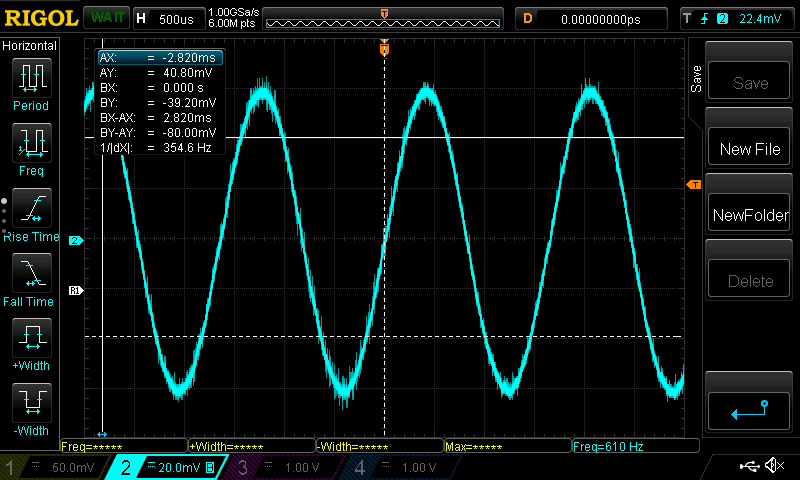 RIGOL WAIT H 500us 1.00GSa/s 6.00M pts T D 0.00000000ps T 2 22.4mV
Horizontal
Period
Freq
Rise Time
Fall Time
+Width
-Width
AX: = -2.820ms
AY: = 40.80mV
BX: = 0.000 s
BY: = -39.20mV
BX-AX: = 2.820ms
BY-AY: = -80.00mV
1/|dX|: = 354.6 Hz
T
T
2
R1
Save
Save
New File
NewFolder
Delete
Freq=***** +Width=***** -Width=***** Max=***** Freq=610 Hz
1 = 50.0mV 2 = 20.0mV B 3 = 1.00 V 4 = 1.00 V